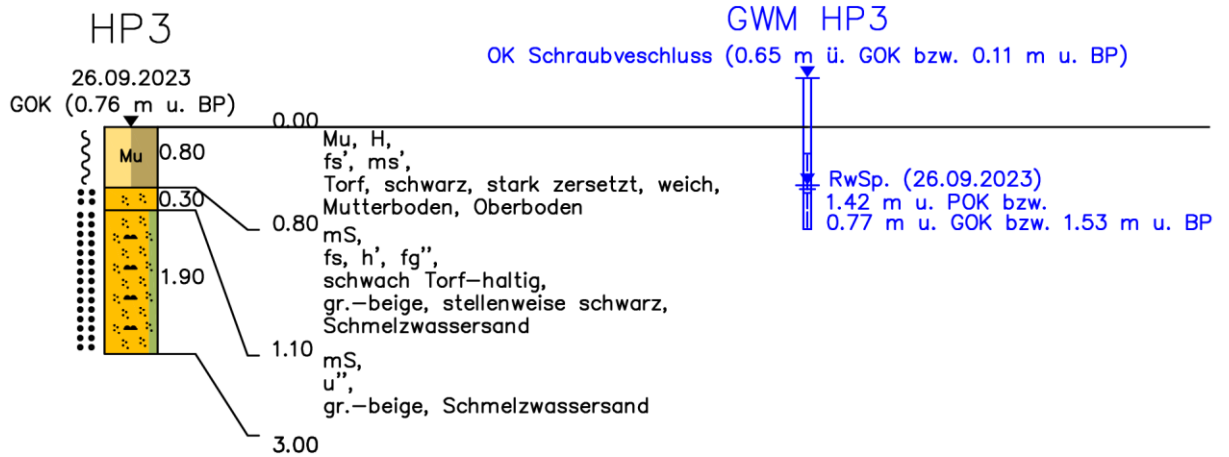 HP3
26.09.2023
GOK (0.76 m u. BP)
Mu
0.80
0.30
1.90
0.00
Mu, H,
fs', ms',
Torf, schwarz, stark zersetzt, weich,
Mutterboden, Oberboden
0.80
mS,
fs, h', fg'',
schwach Torf-haltig,
gr.-beige, stellenweise schwarz,
Schmelzwassersand
1.10
mS,
u'',
gr.-beige, Schmelzwassersand
3.00
GWM HP3
OK Schraubveschluss (0.65 m ü. GOK bzw. 0.11 m u. BP)
RwSp. (26.09.2023)
1.42 m u. POK bzw.
0.77 m u. GOK bzw. 1.53 m u. BP